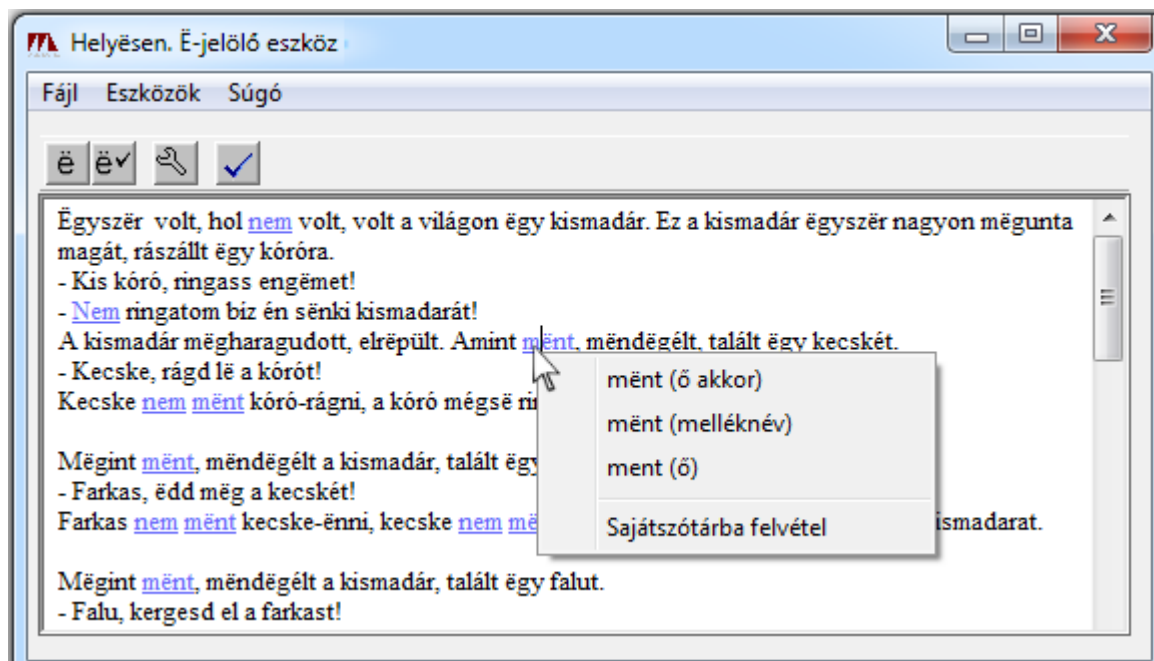 Helyësen. Ë-jelölő eszköz
Fájl Eszközök Súgó
ë ë
Ëgyszër volt, hol nem volt, volt a világon ëgy kismadár. Ez a kismadár ëgyszër nagyon mëgunta
magát, rászállt ëgy kóróra.
- Kis kóró, ringass engëmet!
- Nem ringatom biz én sënki kismadarát!
A kismadár mëgharagudott, elrëpült. Amint mënt, mëndëgélt, talált ëgy kecskét.
- Kecske, rágd lë a kórót!
Kecske nem mënt kóró-rágni, a kóró mégsë
Mëgint mënt, mëndëgélt a kismadár, talált
- Farkas, ëdd mëg a kecskét!
Farkas nem mënt kecske-ënni, kecske nem ismadarat.
Mëgint mënt, mëndëgélt a kismadár, talált ëgy falut.
- Falu, kergesd el a farkast!
mënt (ő akkor)
mënt (melléknév)
ment (ő)
Sajátszótárba felvétel